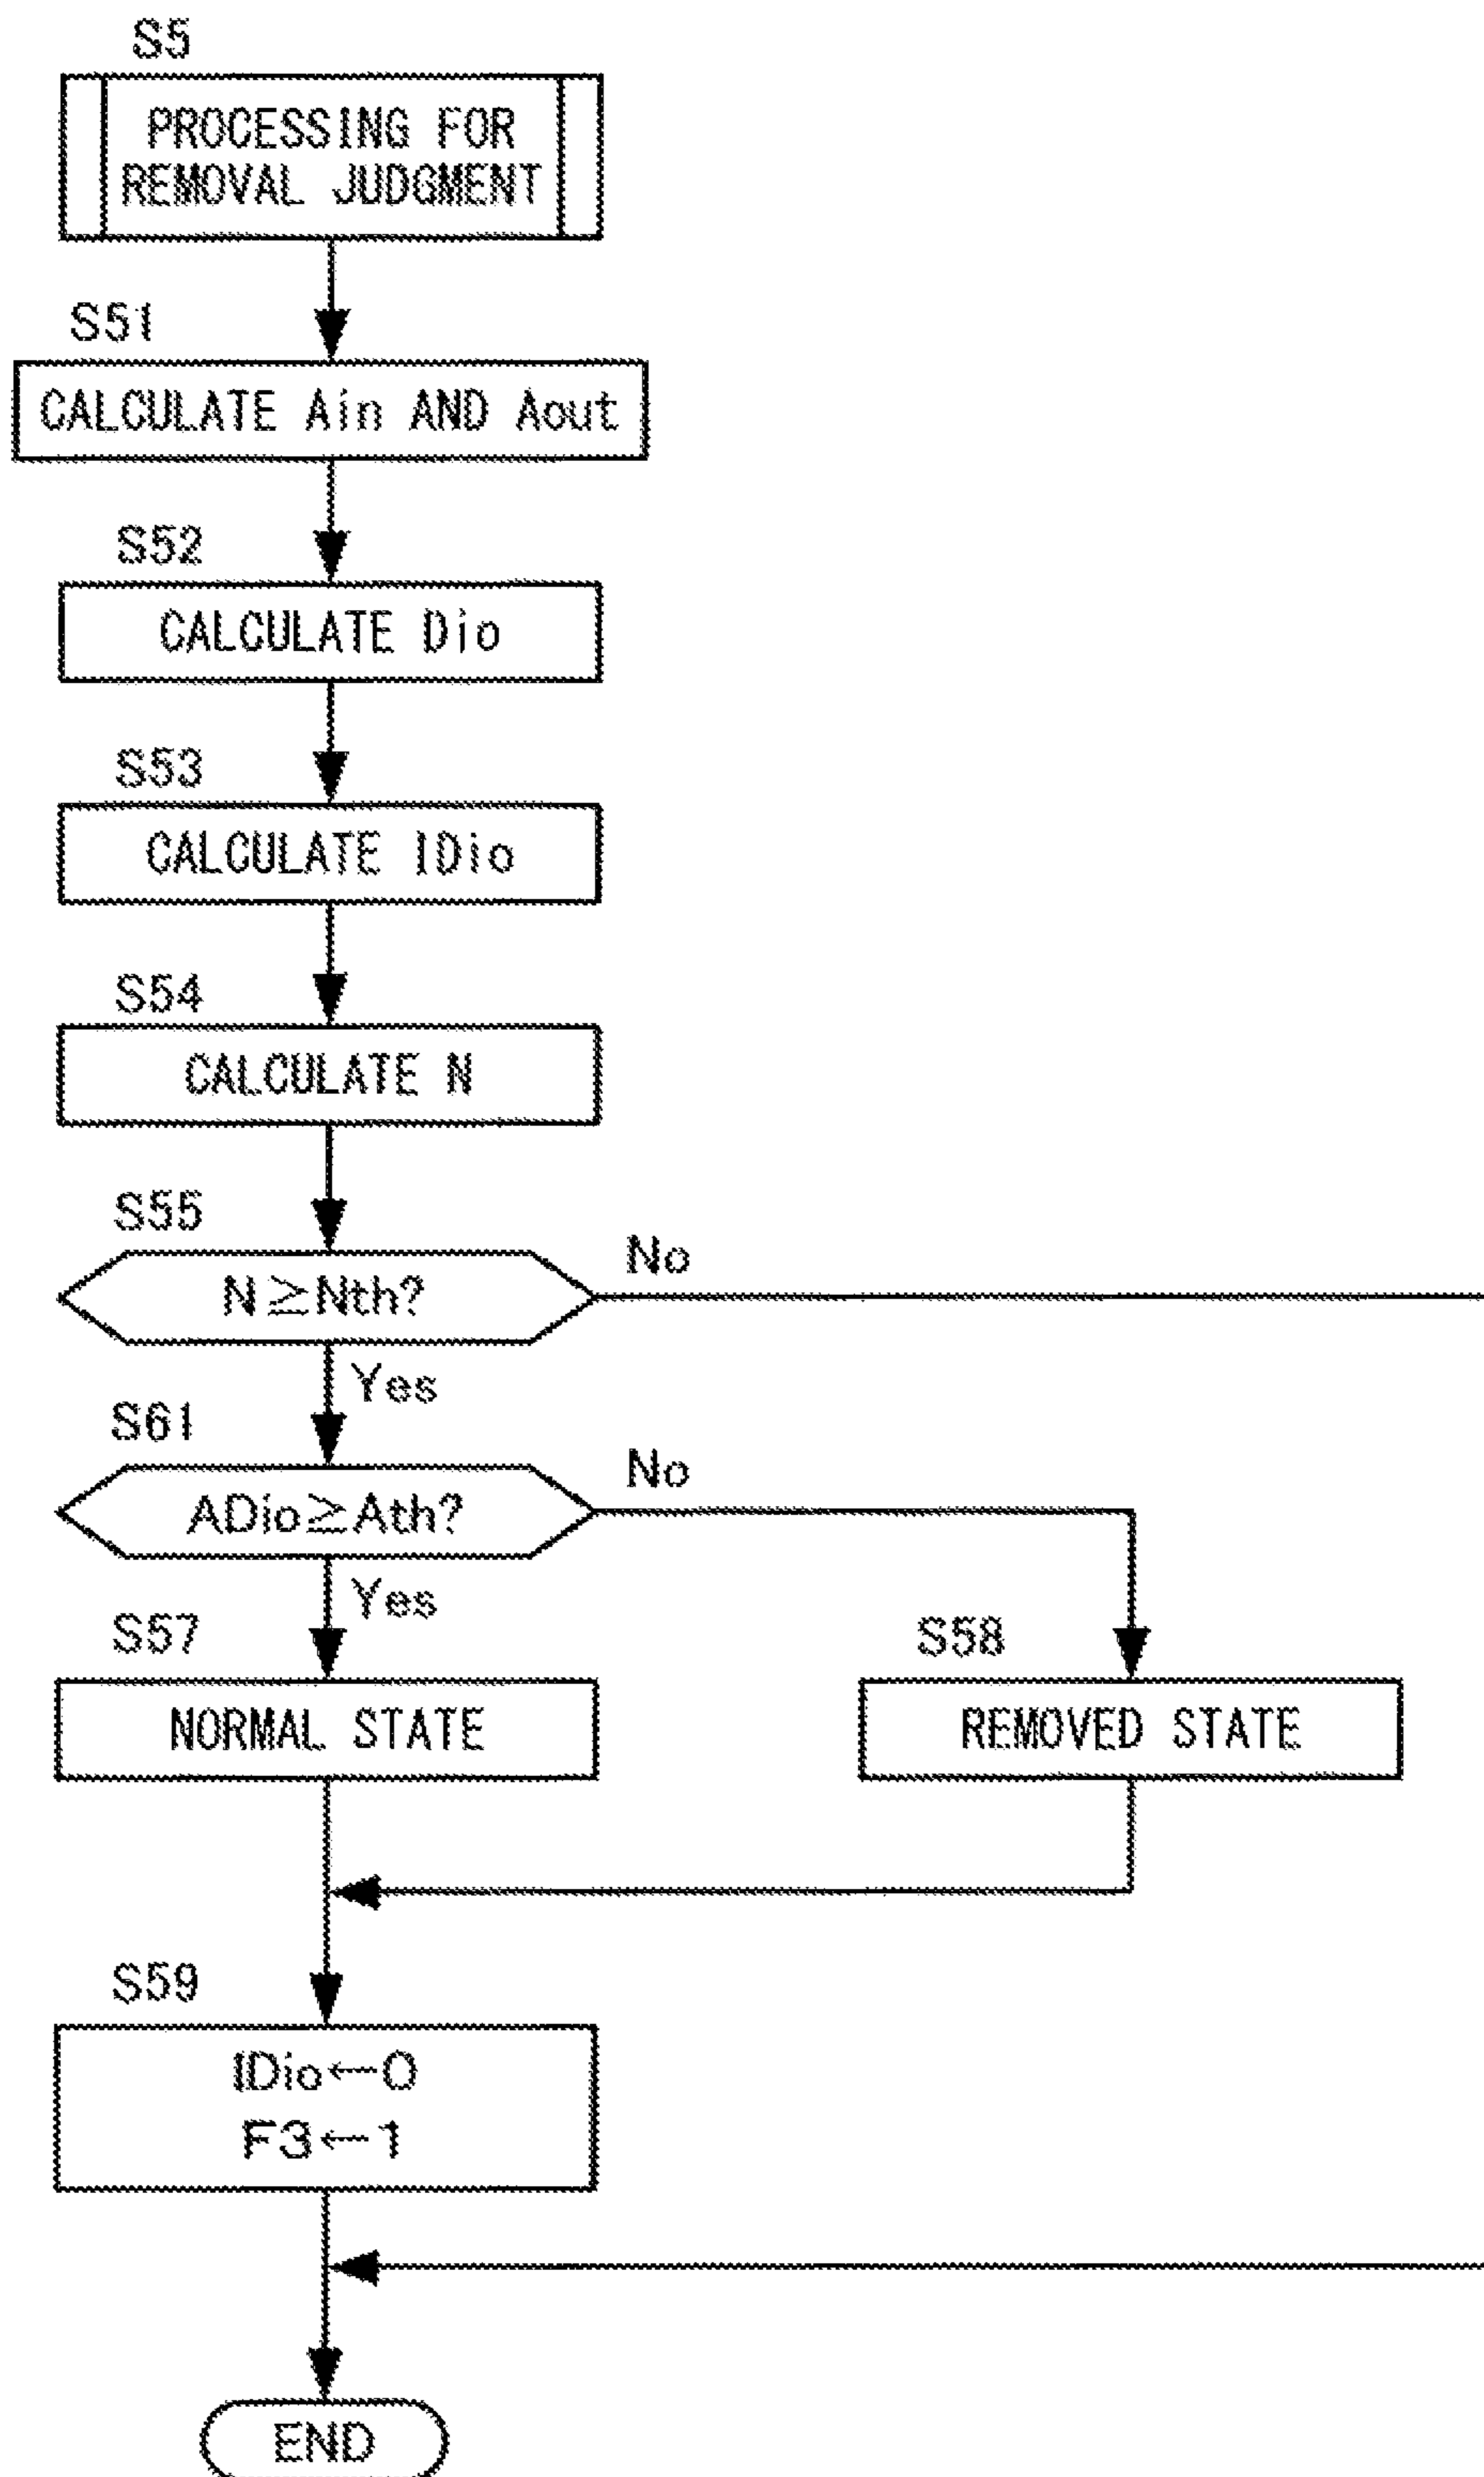 S5
PROCESSING FOR
REMOVAL JUDGMENT
S51
CALCULATE Ain AND Aout
S52
CALCULATE Dio
S53
CALCULATE IDio
S54
CALCULATE N
S55
N≧Nth?
No
Yes
S61
ADio≧Ath?
No
Yes
S57
NORMAL STATE
S58
REMOVED STATE
S59
IDio←0
F3←1
END